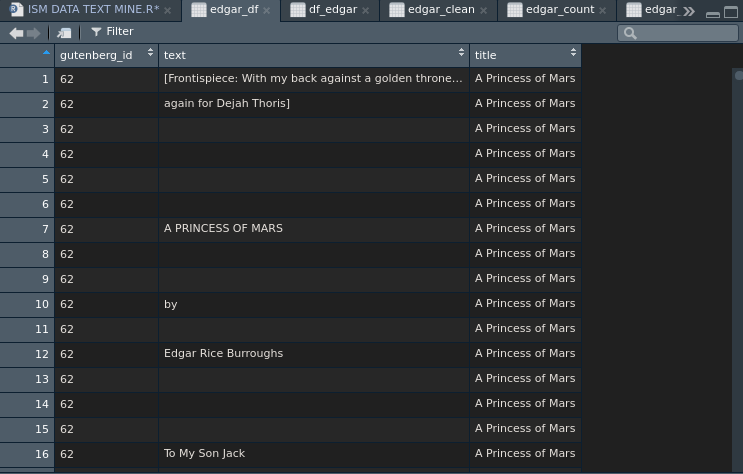 ISM DATA TEXT MINE.R* × edgar_df × df_edgar × edgar_clean × edgar_count × edgar_ »
Filter
gutenberg_id text title
1 62 [Frontispiece: With my back against a golden throne... A Princess of Mars
2 62 again for Dejah Thoris] A Princess of Mars
3 62 A Princess of Mars
4 62 A Princess of Mars
5 62 A Princess of Mars
6 62 A Princess of Mars
7 62 A PRINCESS OF MARS A Princess of Mars
8 62 A Princess of Mars
9 62 A Princess of Mars
10 62 by A Princess of Mars
11 62 A Princess of Mars
12 62 Edgar Rice Burroughs A Princess of Mars
13 62 A Princess of Mars
14 62 A Princess of Mars
15 62 A Princess of Mars
16 62 To My Son Jack A Princess of Mars